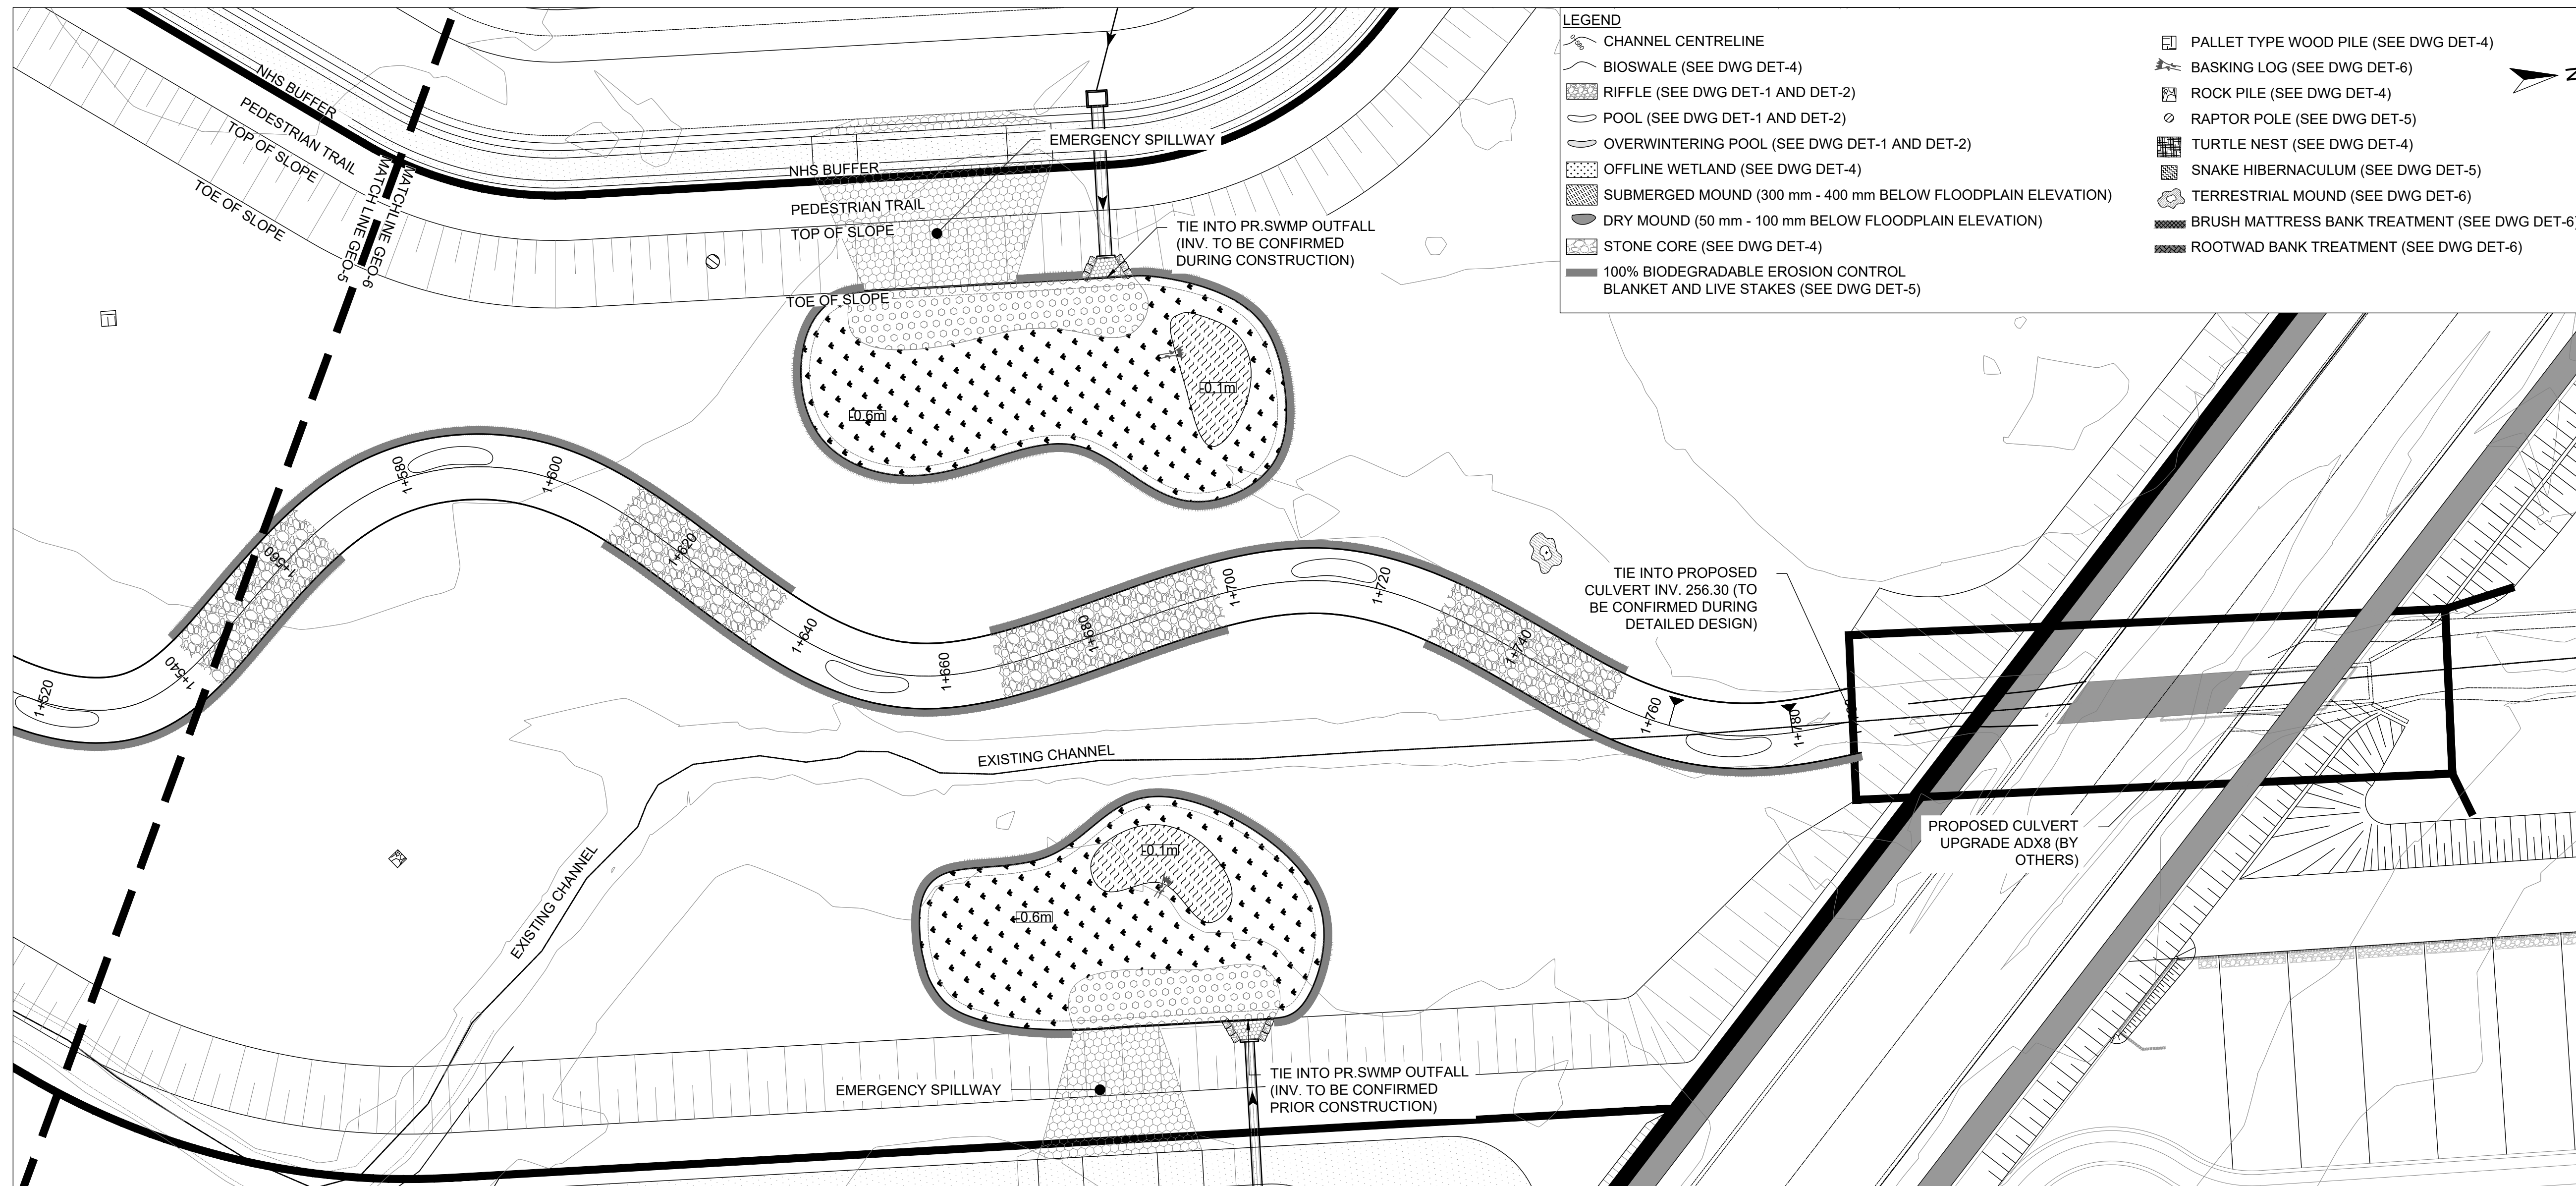 LEGEND
CHANNEL CENTRELINE
BIOSWALE (SEE DWG DET-4)
RIFFLE (SEE DWG DET-1 AND DET-2)
POOL (SEE DWG DET-1 AND DET-2)
OVERWINTERING POOL (SEE DWG DET-1 AND DET-2)
OFFLINE WETLAND (SEE DWG DET-4)
SUBMERGED MOUND (300 mm - 400 mm BELOW FLOODPLAIN ELEVATION)
DRY MOUND (50 mm - 100 mm BELOW FLOODPLAIN ELEVATION)
STONE CORE (SEE DWG DET-4)
100% BIODEGRADABLE EROSION CONTROL
BLANKET AND LIVE STAKES (SEE DWG DET-5)
PALLET TYPE WOOD PILE (SEE DWG DET-4)
BASKING LOG (SEE DWG DET-6)
ROCK PILE (SEE DWG DET-4)
RAPTOR POLE (SEE DWG DET-5)
TURTLE NEST (SEE DWG DET-4)
SNAKE HIBERNACULUM (SEE DWG DET-5)
TERRESTRIAL MOUND (SEE DWG DET-6)
BRUSH MATTRESS BANK TREATMENT (SEE DWG DET-6)
ROOTWAD BANK TREATMENT (SEE DWG DET-6)
NHS BUFFER
PEDESTRIAN TRAIL
TOP OF SLOPE
TOE OF SLOPE
MATCH LINE GEO-5
MATCHLINE GEO-6
EMERGENCY SPILLWAY
NHS BUFFER
PEDESTRIAN TRAIL
TOP OF SLOPE
TOE OF SLOPE
TIE INTO PR.SWMP OUTFALL
(INV. TO BE CONFIRMED
DURING CONSTRUCTION)
-0.1m
-0.6m
1+520
1+540
1+560
1+580
1+600
1+620
1+640
1+660
1+680
1+700
1+720
1+740
1+760
1+780
TIE INTO PROPOSED
CULVERT INV. 256.30 (TO
BE CONFIRMED DURING
DETAILED DESIGN)
EXISTING CHANNEL
EXISTING CHANNEL
-0.1m
-0.6m
PROPOSED CULVERT
UPGRADE ADX8 (BY
OTHERS)
EMERGENCY SPILLWAY
TIE INTO PR.SWMP OUTFALL
(INV. TO BE CONFIRMED
PRIOR CONSTRUCTION)